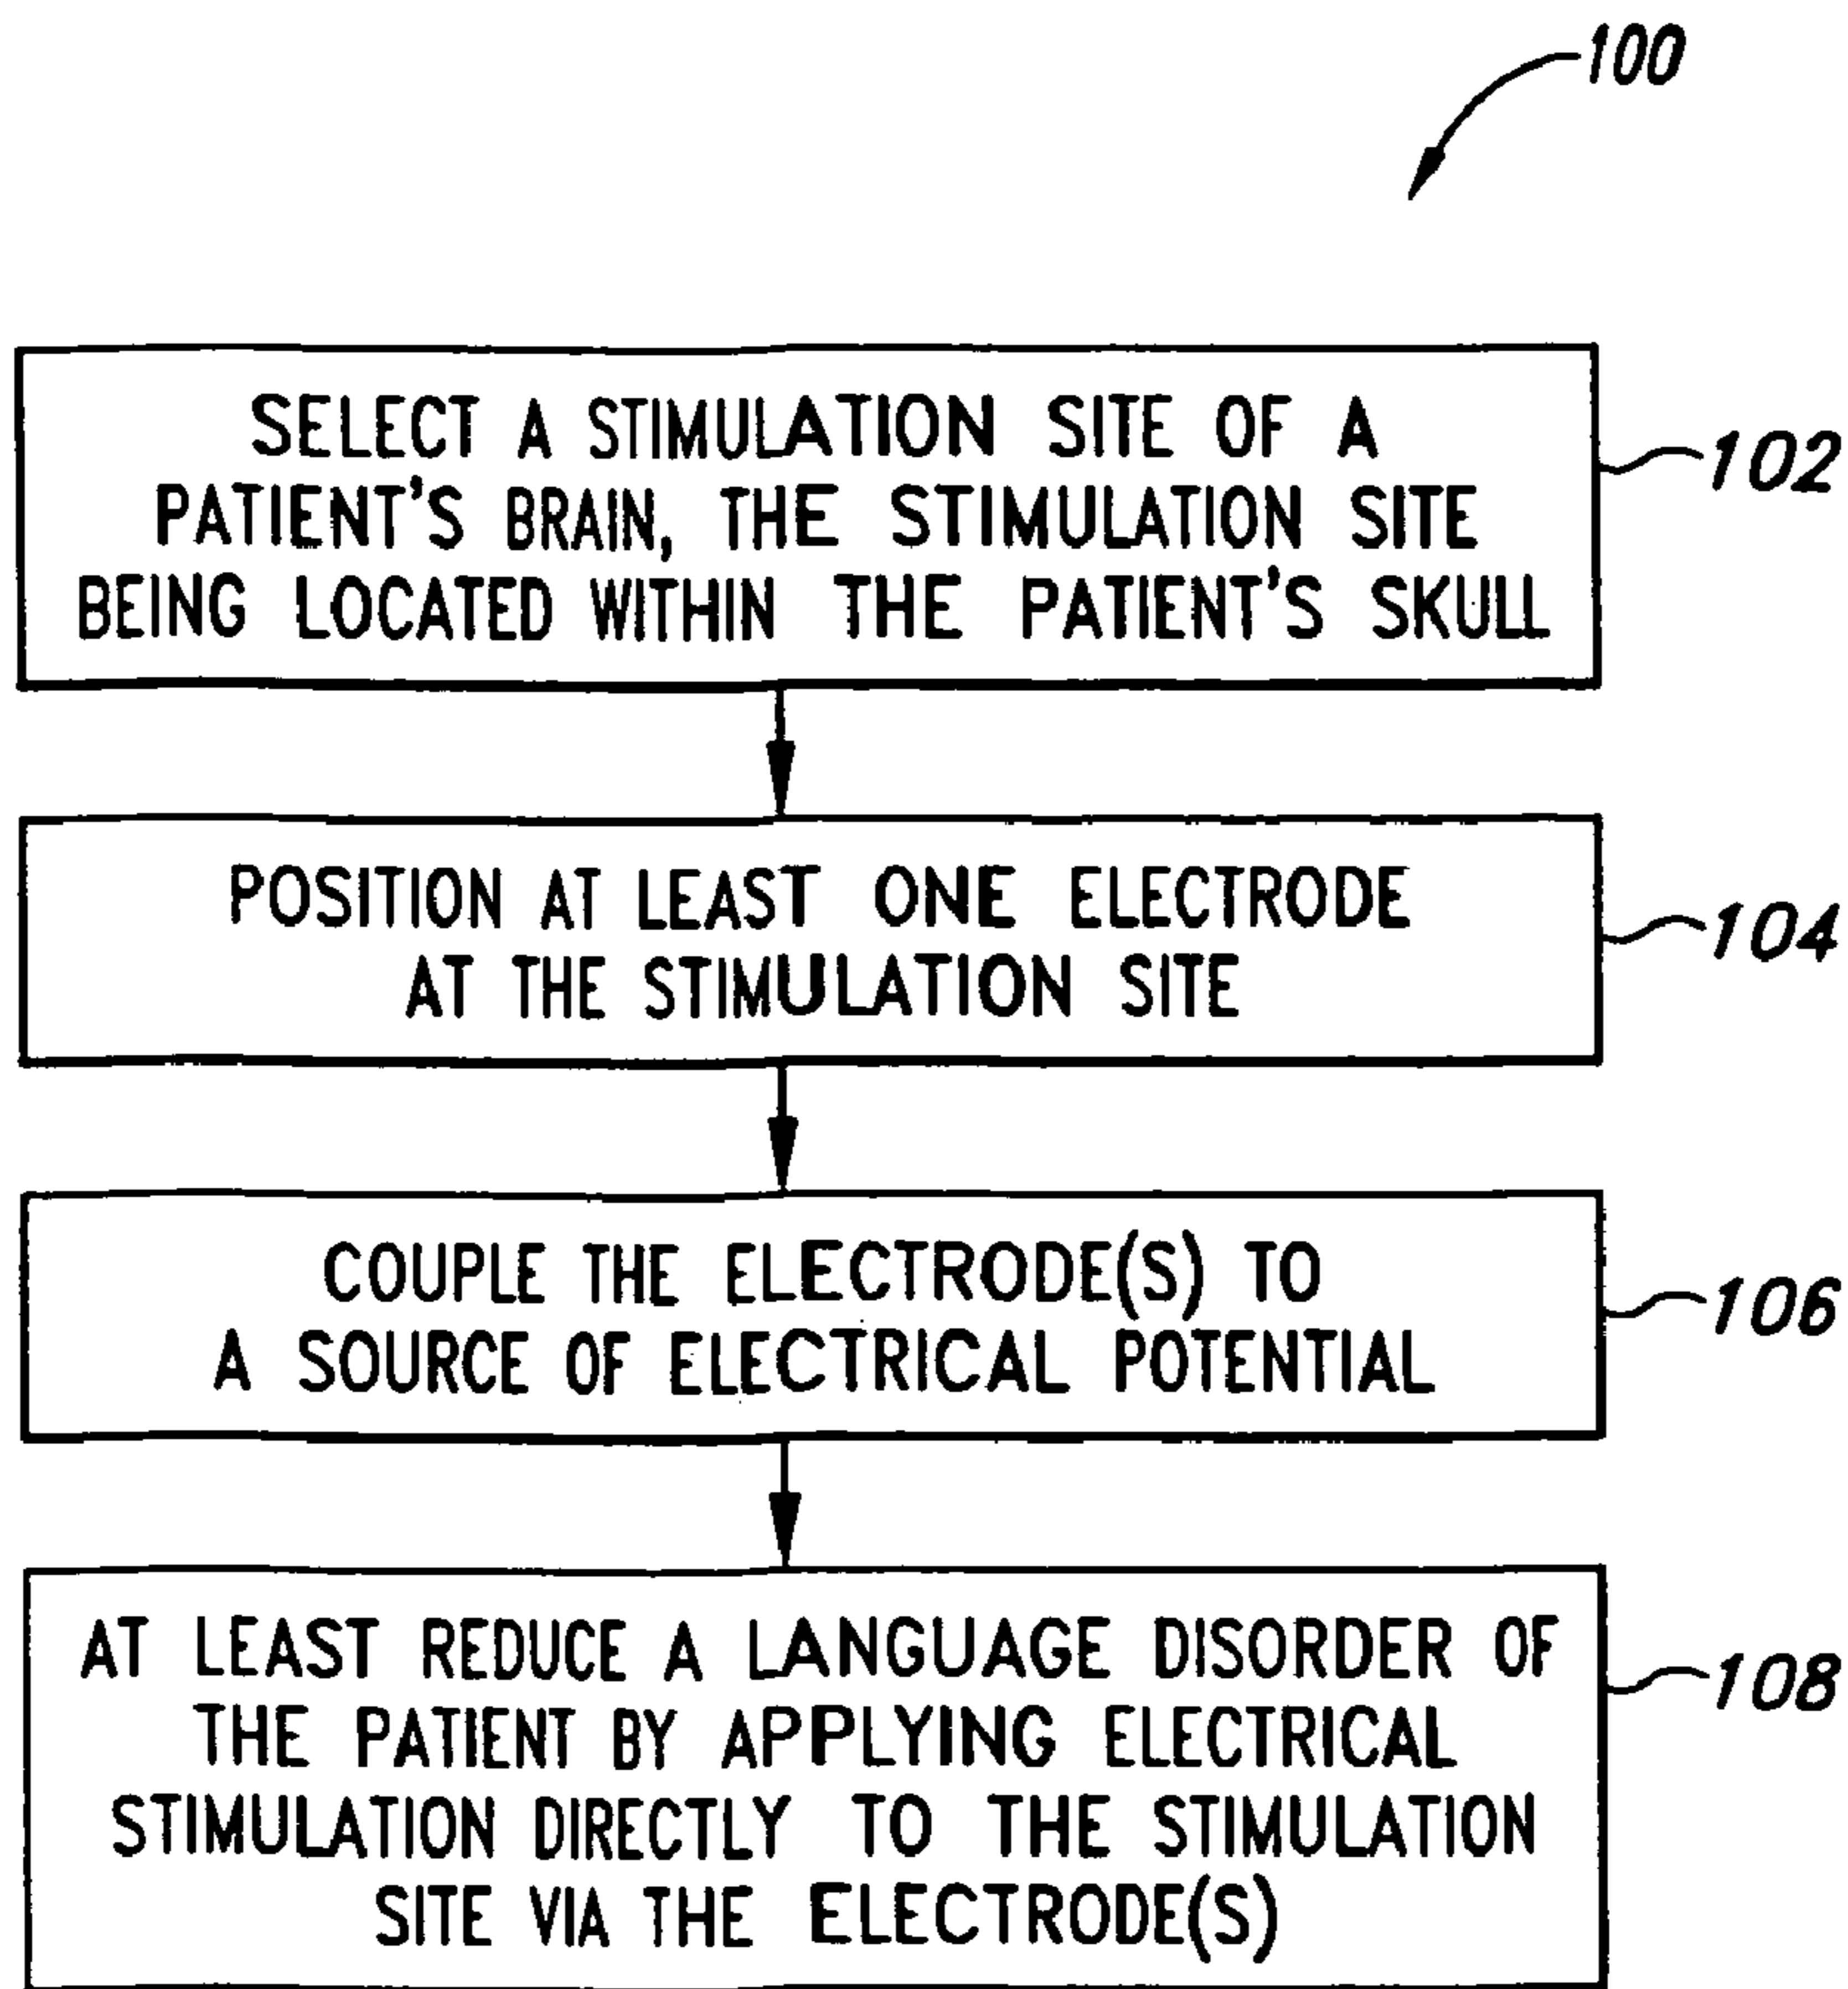 100
SELECT A STIMULATION SITE OF A
PATIENT'S BRAIN, THE STIMULATION SITE
BEING LOCATED WITHIN THE PATIENT'S SKULL
102
POSITION AT LEAST ONE ELECTRODE
AT THE STIMULATION SITE
104
COUPLE THE ELECTRODE(S) TO
A SOURCE OF ELECTRICAL POTENTIAL
106
AT LEAST REDUCE A LANGUAGE DISORDER OF
THE PATIENT BY APPLYING ELECTRICAL
STIMULATION DIRECTLY TO THE STIMULATION
SITE VIA THE ELECTRODE(S)
108